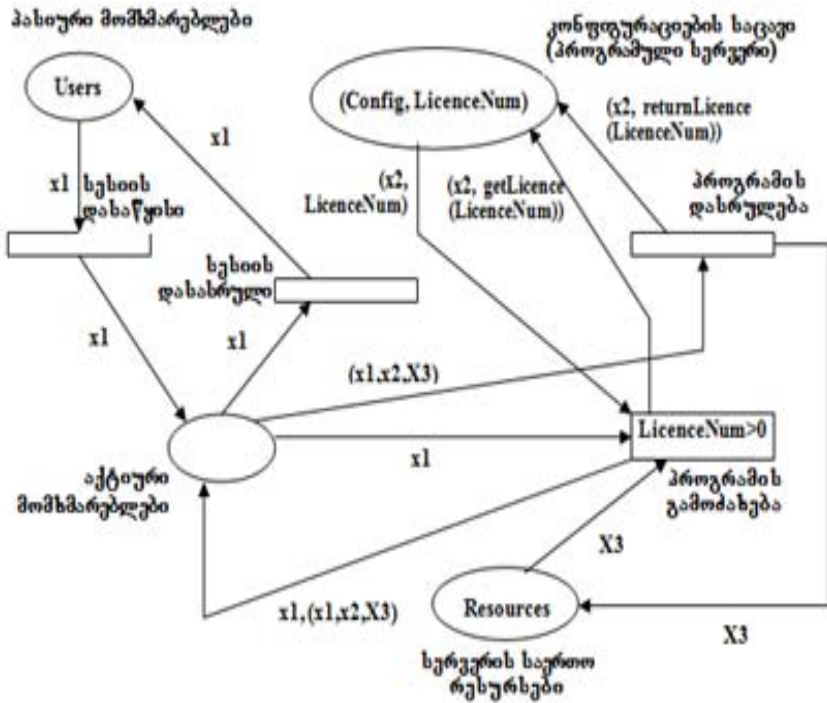 პასიური მომხმარებლები
Users
x1
x1
სესიის
დასაწყისი
კონფიგურაციების საცავი
(პროგრამული სერვერი)
(Config, LicenceNum)
(x2, returnLicence
(LicenceNum))
(x2,
LicenceNum)
(x2, getLicence
(LicenceNum))
პროგრამის
დასრულება
სესიის
დასასრული
x1
x1
(x1,x2,X3)
LicenceNum>0
x1
აქტიური
მომხმარებლები
პროგრამის
გამოძახება
X3
x1,(x1,x2,X3)
Resources
X3
სერვერის საერთო
რესურსები